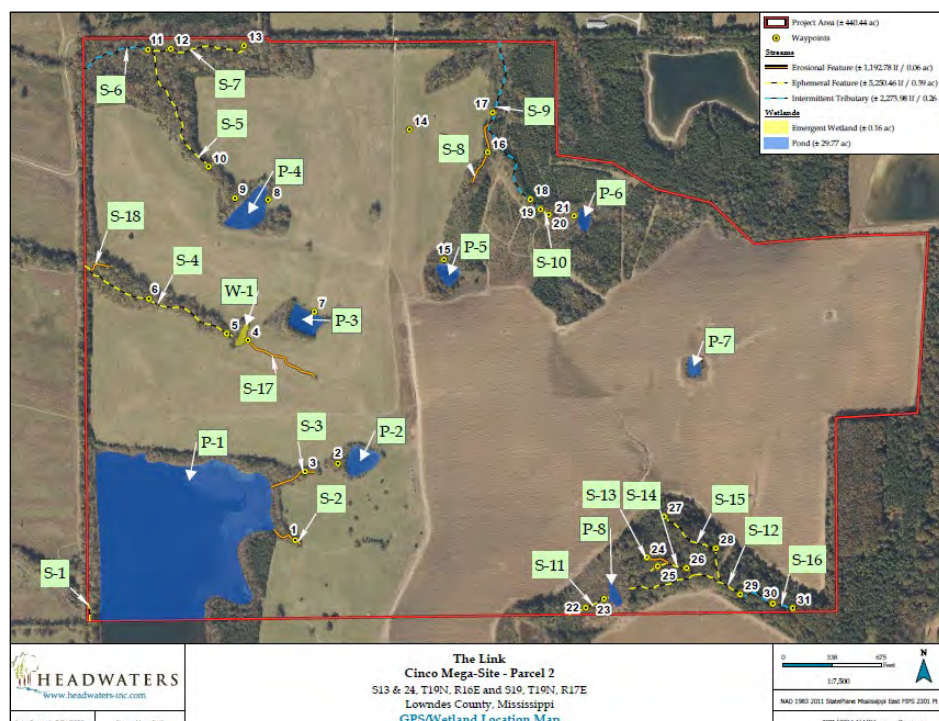 Project Area (± 440.44 ac)
Waypoints
Streams
Erosional Feature (± 1,192.78 lf / 0.06 ac)
Ephemeral Feature (± 5,250.46 lf / 0.39 ac)
Intermittent Tributary (± 2,273.98 lf / 0.26
Wetlands
Emergent Wetland (± 0.16 ac)
Pond (± 29.77 ac)
11
12
13
S-6
S-7
17
S-9
14
S-5
S-8
16
10
P-4
9
8
18
P-6
19
21
20
S-18
S-10
S-4
15
P-5
W-1
6
7
P-3
5
4
P-7
S-17
S-3
P-2
P-1
2
3
S-13
S-14
S-15
27
S-2
1
P-8
S-12
28
24
S-11
26
25
S-16
S-1
29
22
23
30
31
HEADWATERS
www.headwaters-inc.com
The Link
Cinco Mega-Site - Parcel 2
S13 & 24, T19N, R16E and S19, T19N, R17E
Lowndes County, Mississippi
GPS/Wetland Location Map
0 338 675
Feet
N
1:7,500
NAD 1983 2011 StatePlane Mississippi East FIPS 2301 Ft